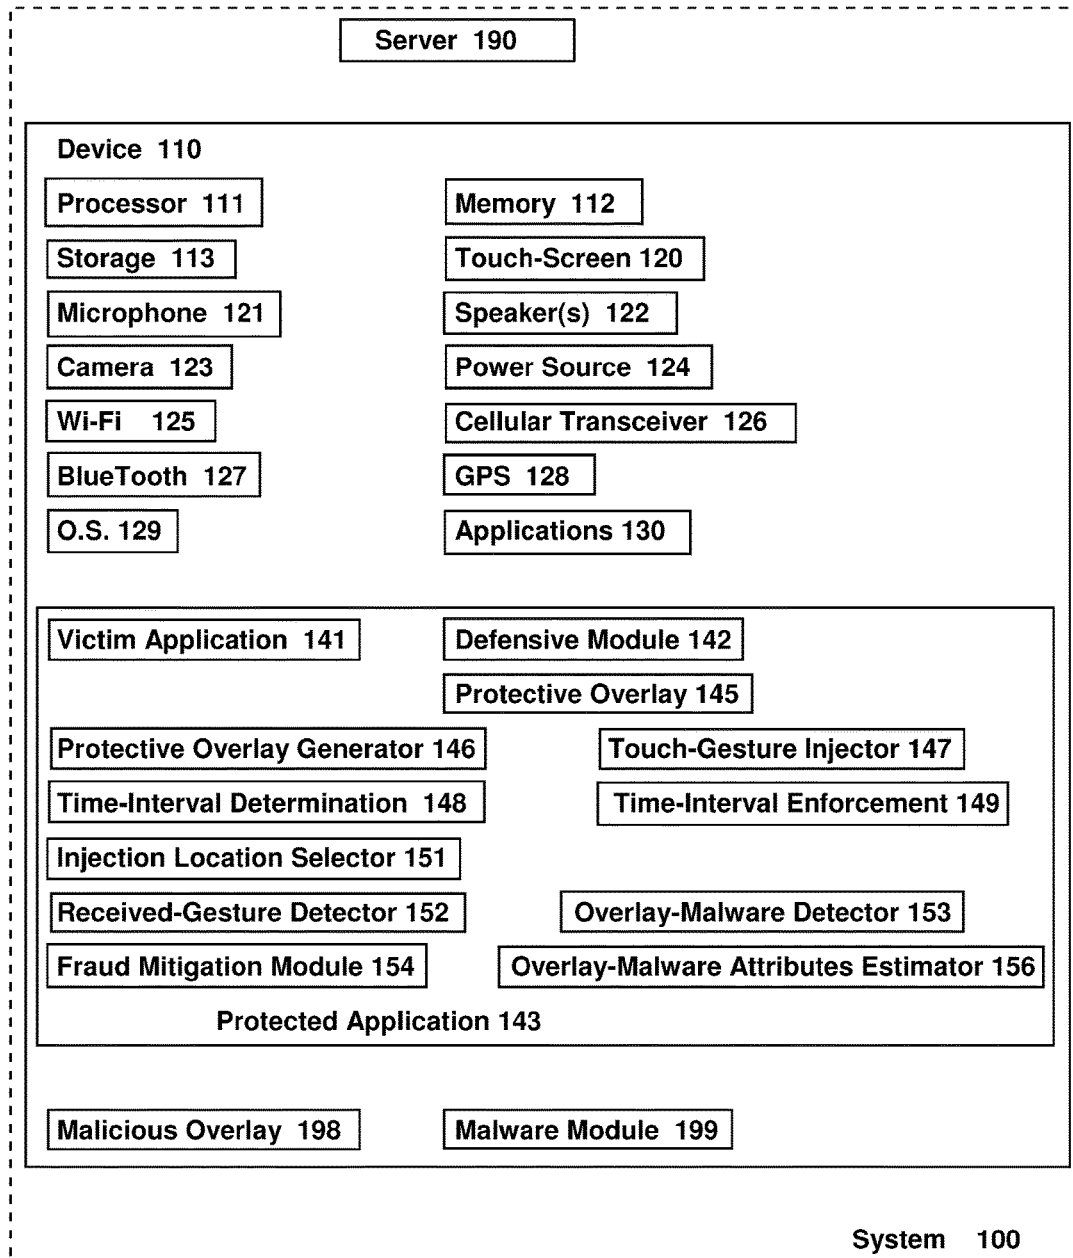 Server 190
Device 110
Processor 111
Memory 112
Storage 113
Touch-Screen 120
Microphone 121
Speaker(s) 122
Camera 123
Power Source 124
Wi-Fi 125
Cellular Transceiver 126
BlueTooth 127
GPS 128
O.S. 129
Applications 130
Victim Application 141
Defensive Module 142
Protective Overlay 145
Protective Overlay Generator 146
Touch-Gesture Injector 147
Time-Interval Determination 148
Time-Interval Enforcement 149
Injection Location Selector 151
Received-Gesture Detector 152
Overlay-Malware Detector 153
Fraud Mitigation Module 154
Overlay-Malware Attributes Estimator 156
Protected Application 143
Malicious Overlay 198
Malware Module 199
System 100